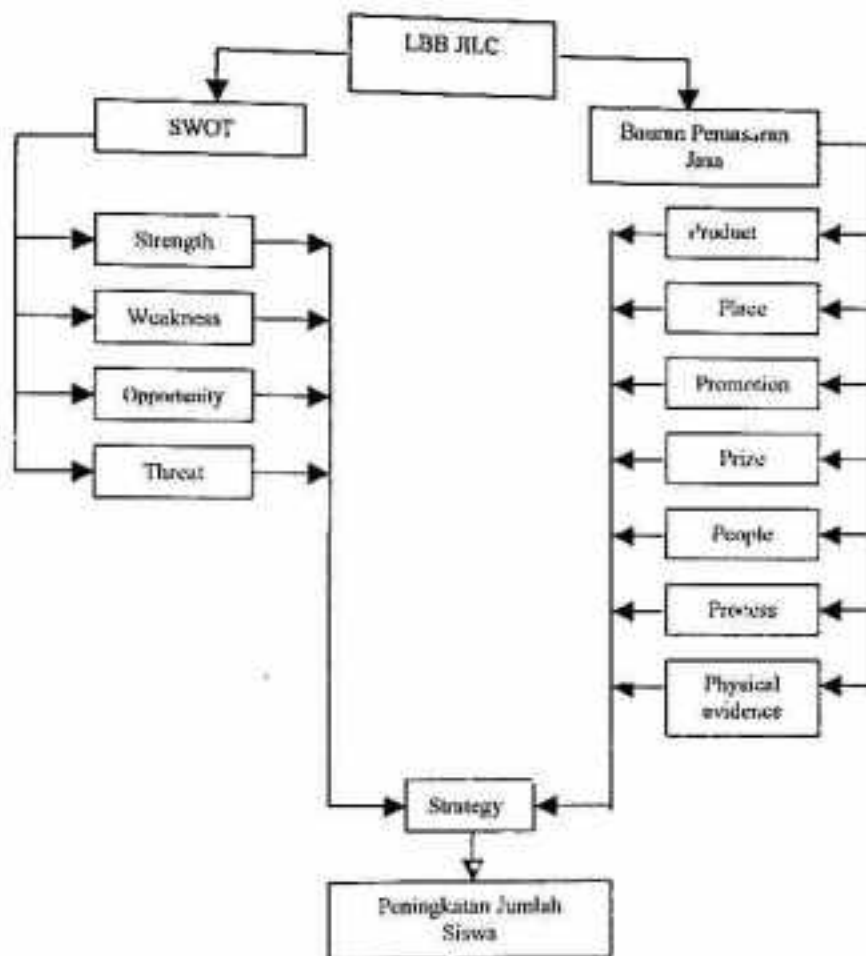 LBB JILC
SWOT
Bauran Pemasaran
Jasa
Strength
Product
Weakness
Place
Opportunity
Promotion
Threat
Prize
People
Process
Physical
evidence
Strategy
Peningkatan Jumlah
Siswa